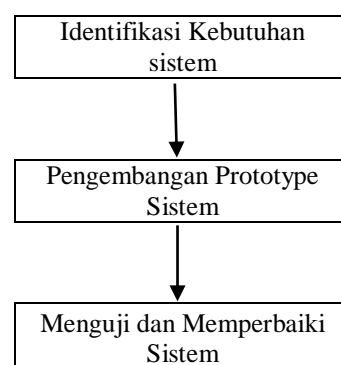 Identifikasi Kebutuhan
sistem
Pengembangan Prototype
Sistem
Menguji dan Memperbaiki
Sistem